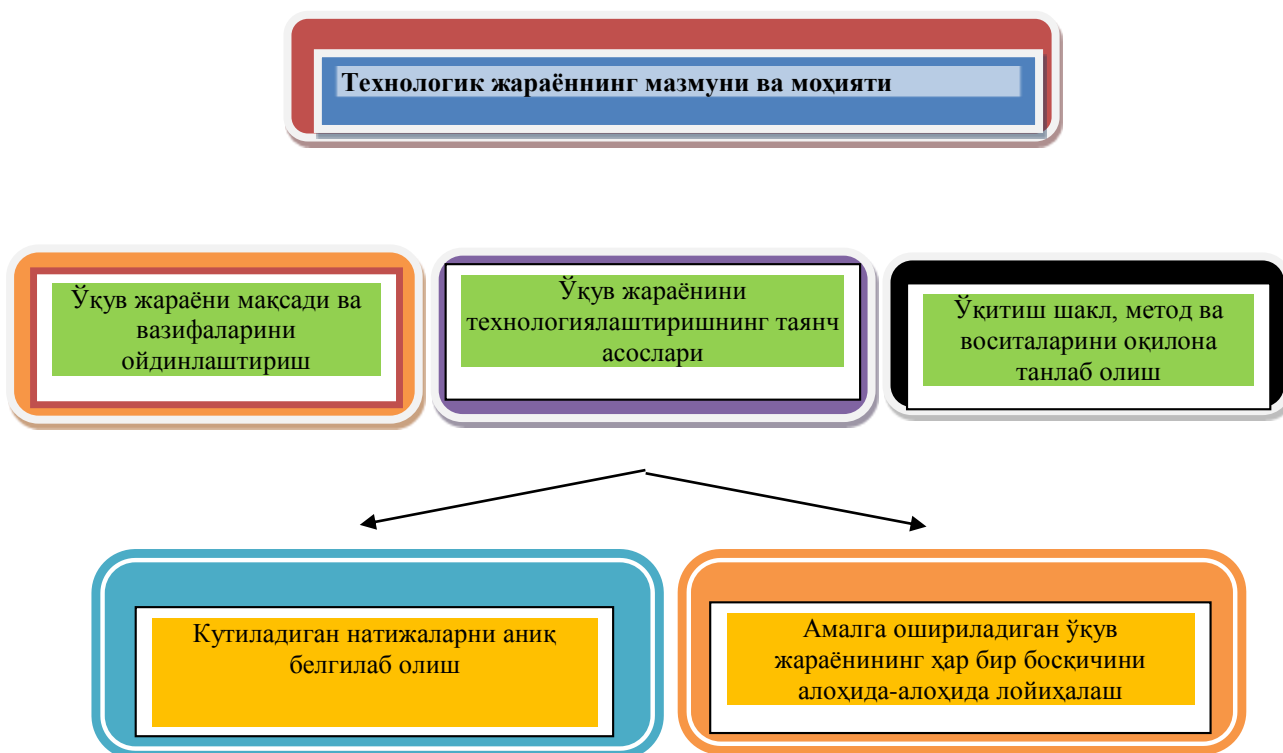 Технологик жараённинг мазмуни ва моҳияти
Ўқув жараёни мақсади ва
вазифаларини
ойдинлаштириш
Ўқув жараёнини
технологиялаштиришнинг таянч
асослари
Ўқитиш шакл, метод ва
воситаларини оқилона
танлаб олиш
Кутиладиган натижаларни аниқ
белгилаб олиш
Амалга ошириладиган ўқув
жараёнининг ҳар бир босқичини
алоҳида-алоҳида лойиҳалаш